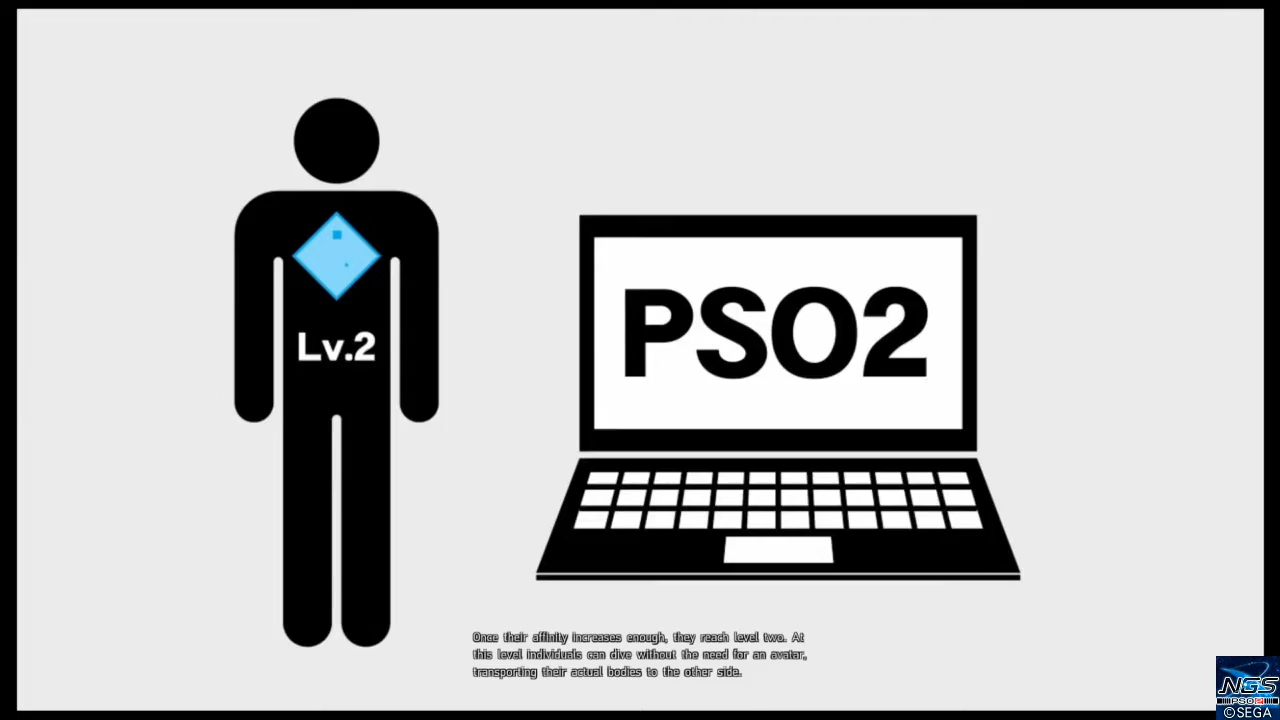 Lv.2
PSO2
Once their affinity increases enough, they reach level two. At
this level individuals can dive without the need for an avatar,
transporting their actual bodies to the other side.
NGS
PSO2
©SEGA